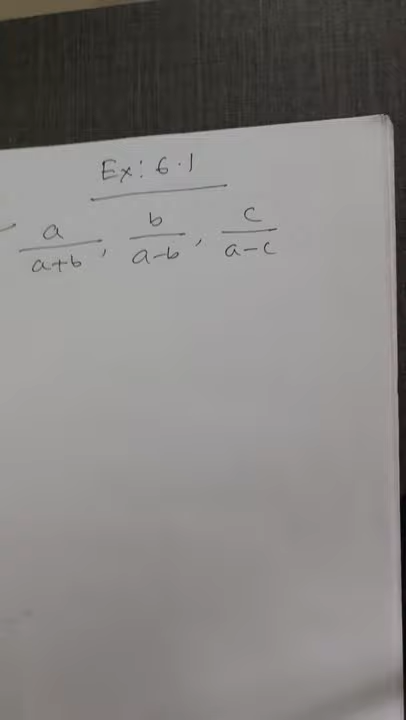 Ex: 6.1
a/(a+b), b/(a-b), c/(a-c)